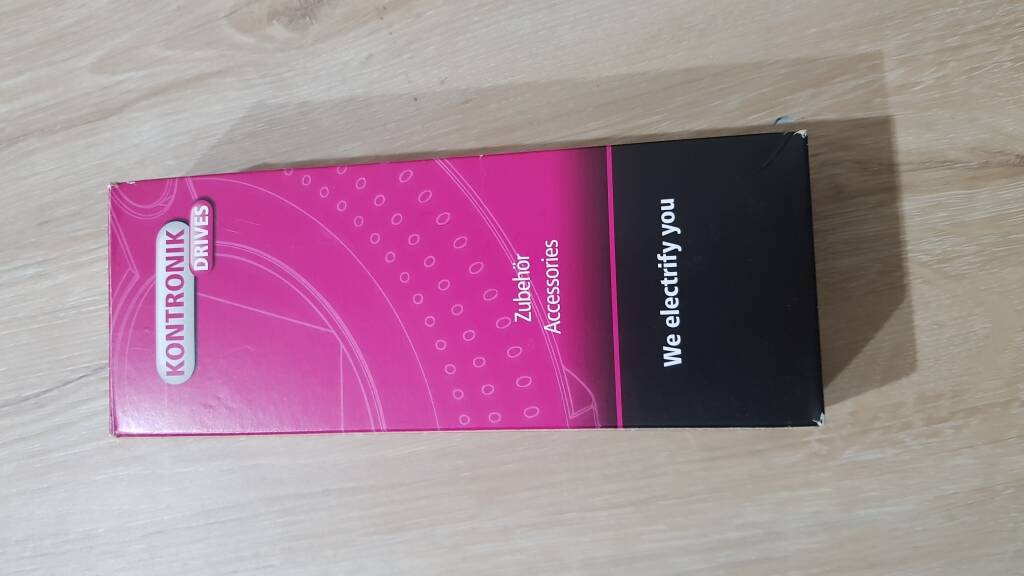 KONTRONIK
DRIVES
Zubehör
Accessories
We electrify you